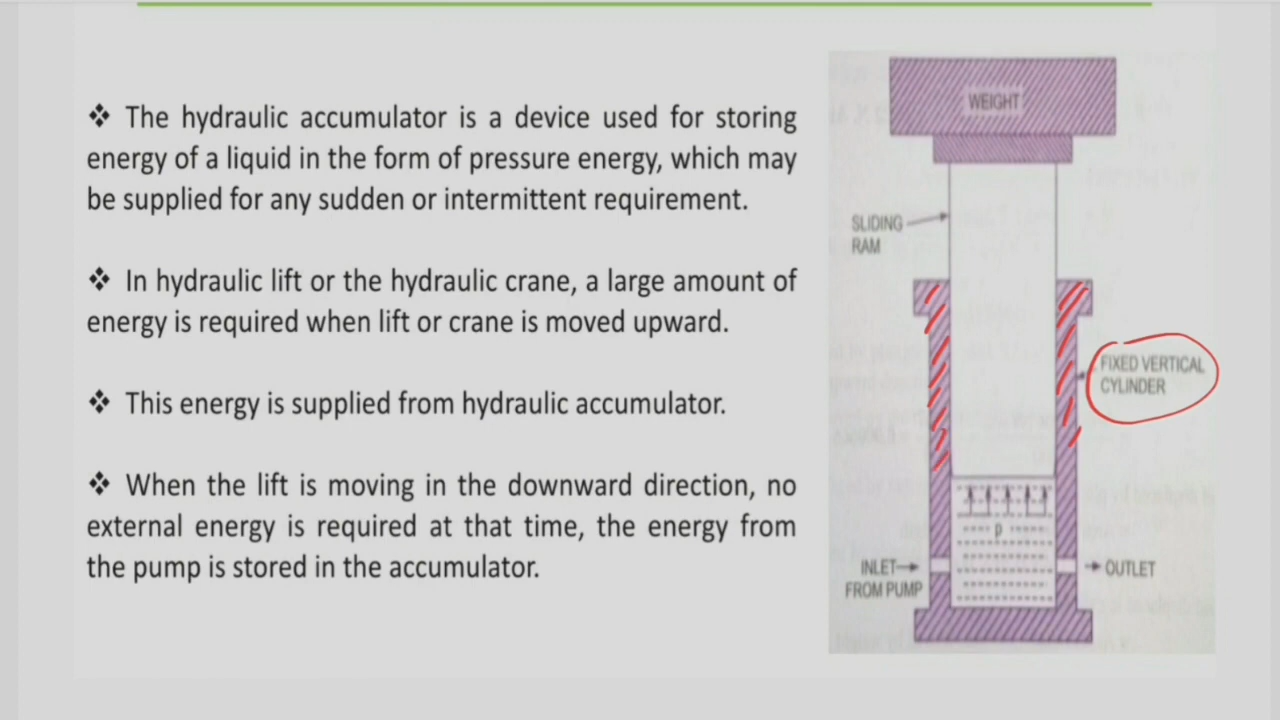 ❖ The hydraulic accumulator is a device used for storing
energy of a liquid in the form of pressure energy, which may
be supplied for any sudden or intermittent requirement.
❖ In hydraulic lift or the hydraulic crane, a large amount of
energy is required when lift or crane is moved upward.
❖ This energy is supplied from hydraulic accumulator.
❖ When the lift is moving in the downward direction, no
external energy is required at that time, the energy from
the pump is stored in the accumulator.
WEIGHT
SLIDING
RAM
FIXED VERTICAL
CYLINDER
p
INLET
FROM PUMP
OUTLET